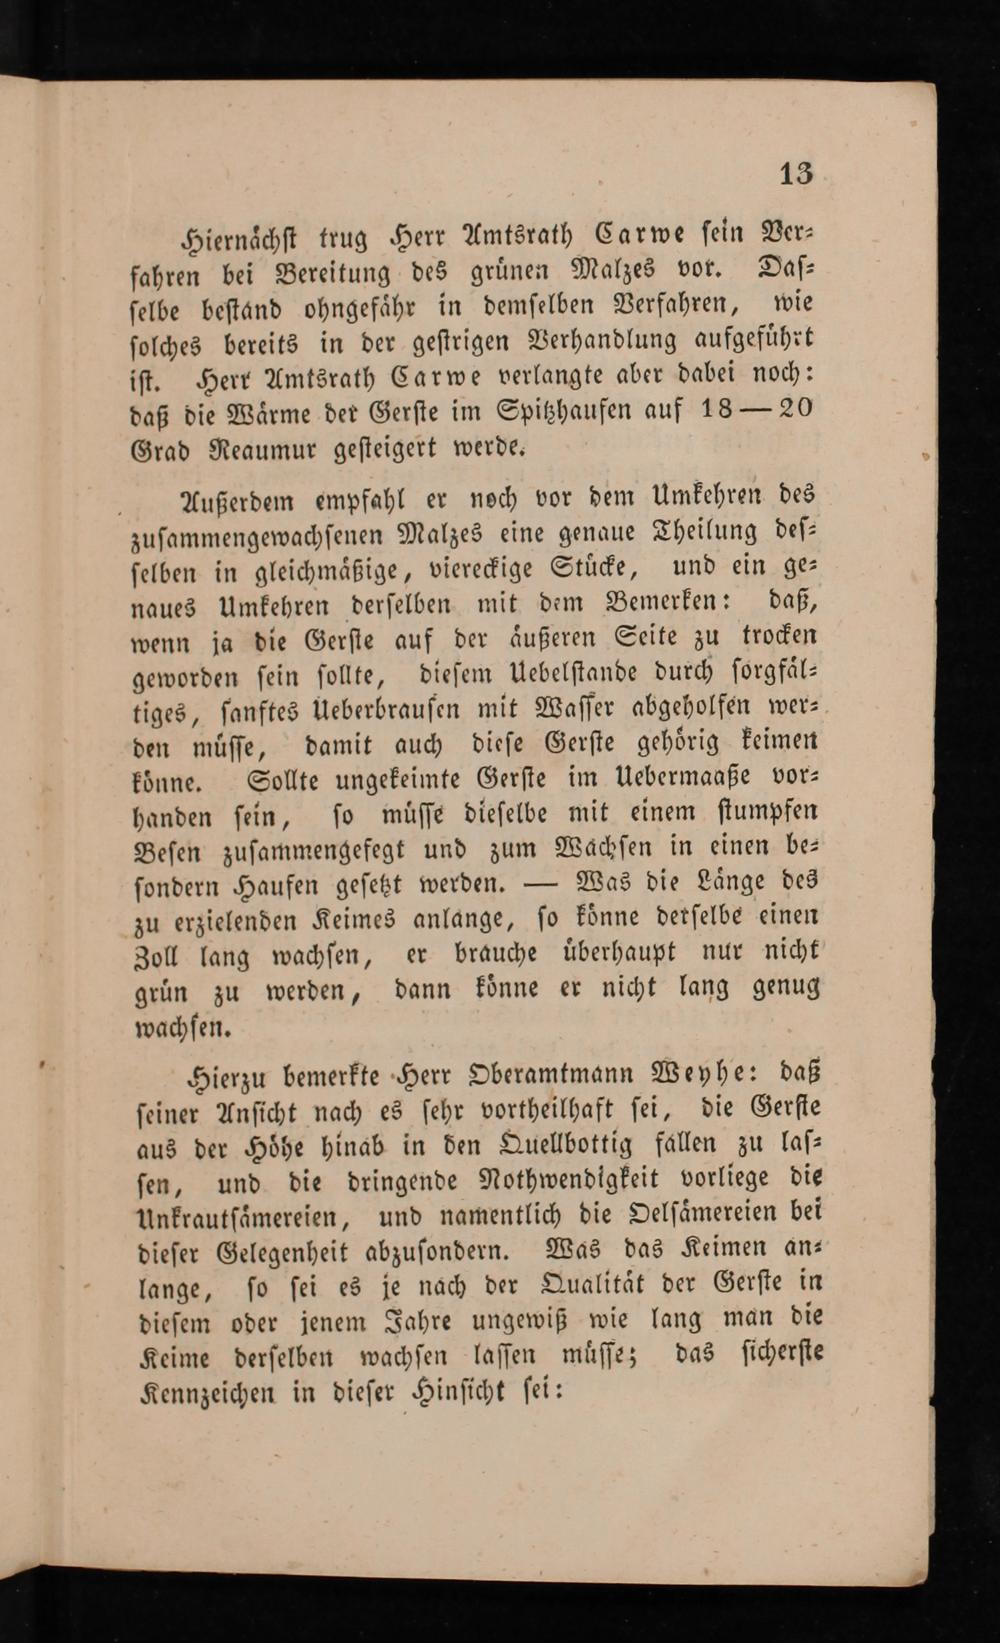 13
Hiernächst trug Herr Amtsrath Carwe sein Ver-
fahren bei Bereitung des grünen Malzes vor. Das-
selbe bestand ohngefähr in demselben Verfahren, wie
solches bereits in der gestrigen Verhandlung aufgeführt
ist. Herr Amtsrath Carwe verlangte aber dabei noch:
daß die Wärme der Gerste im Spitzhaufen auf 18 — 20
Grad Reaumur gesteigert werde.
Außerdem empfahl er noch vor dem Umkehren des
zusammengewachsenen Malzes eine genaue Theilung des-
selben in gleichmäßige, viereckige Stücke, und ein ge-
naues Umkehren derselben mit dem Bemerken: daß,
wenn ja die Gerste auf der äußeren Seite zu trocken
geworden sein sollte, diesem Uebelstande durch sorgfäl-
tiges, sanftes Ueberbrausen mit Wasser abgeholfen wer-
den müsse, damit auch diese Gerste gehörig keimen
könne. Sollte ungekeimte Gerste im Uebermaaße vor-
handen sein, so müsse dieselbe mit einem stumpfen
Besen zusammengefegt und zum Wachsen in einen be-
sondern Haufen gesetzt werden. — Was die Länge des
zu erzielenden Keimes anlange, so könne derselbe einen
Zoll lang wachsen, er brauche überhaupt nur nicht
grün zu werden, dann könne er nicht lang genug
wachsen.
Hierzu bemerkte Herr Oberamtmann Weyhe: daß
seiner Ansicht nach es sehr vortheilhaft sei, die Gerste
aus der Höhe hinab in den Quellbottig fallen zu las-
sen, und die dringende Nothwendigkeit vorliege die
Unkrautsämereien, und namentlich die Oelsämereien bei
dieser Gelegenheit abzusondern. Was das Keimen an-
lange, so sei es je nach der Qualität der Gerste in
diesem oder jenem Jahre ungewiß wie lang man die
Keime derselben wachsen lassen müsse; das sicherste
Kennzeichen in dieser Hinsicht sei: